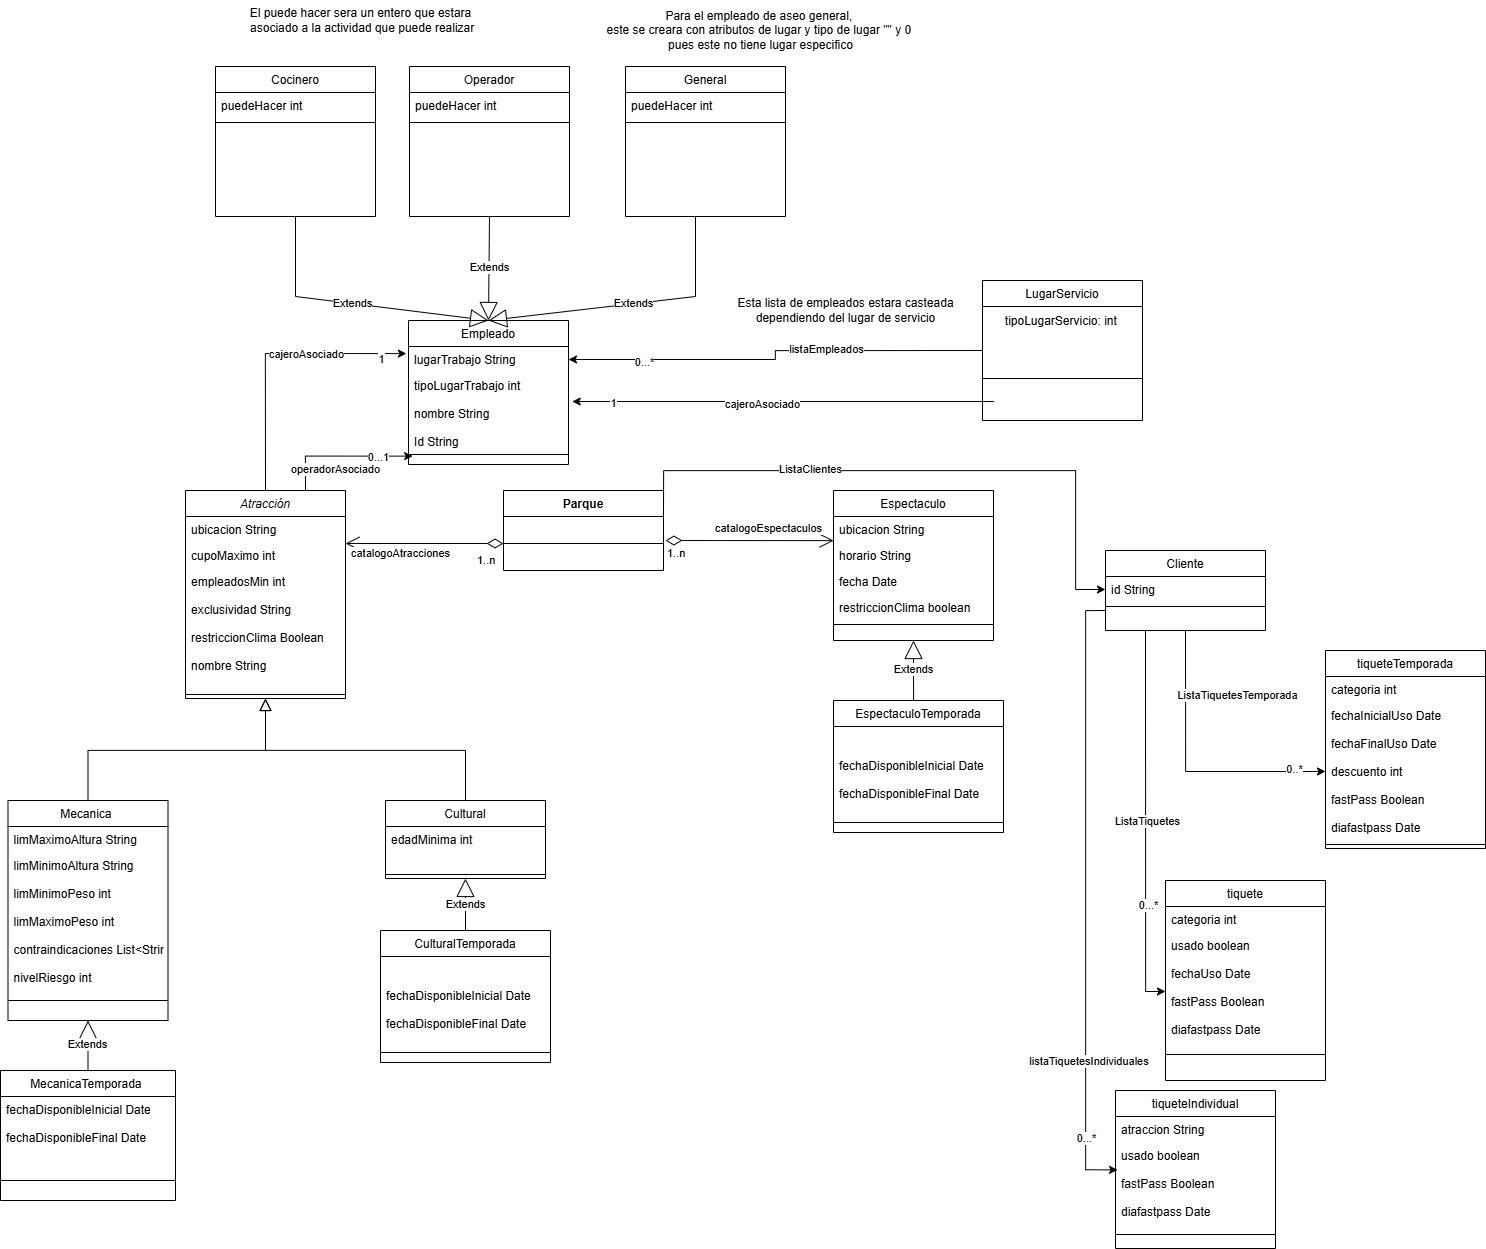 El puede hacer sera un entero que estara
asociado a la actividad que puede realizar
Para el empleado de aseo general,
este se creara con atributos de lugar y tipo de lugar "" y 0
pues este no tiene lugar especifico
Cocinero
puedeHacer int
Operador
puedeHacer int
General
puedeHacer int
Extends
Extends
Extends
Esta lista de empleados estara casteada
dependiendo del lugar de servicio
LugarServicio
tipoLugarServicio: int
Empleado
lugarTrabajo String
tipoLugarTrabajo int
nombre String
Id String
cajeroAsociado
1
listaEmpleados
0...*
cajeroAsociado
1
0...1
operadorAsociado
ListaClientes
Atracción
ubicacion String
cupoMaximo int
empleadosMin int
exclusividad String
restriccionClima Boolean
nombre String
Parque
catalogoAtracciones
1..n
catalogoEspectaculos
1..n
Espectaculo
ubicacion String
horario String
fecha Date
restriccionClima boolean
Extends
EspectaculoTemporada
fechaDisponibleInicial Date
fechaDisponibleFinal Date
Cliente
id String
ListaTiquetesTemporada
0..*
tiqueteTemporada
categoria int
fechaInicialUso Date
fechaFinalUso Date
descuento int
fastPass Boolean
diafastpass Date
ListaTiquetes
0...*
tiquete
categoria int
usado boolean
fechaUso Date
fastPass Boolean
diafastpass Date
listaTiquetesIndividuales
0...*
tiqueteIndividual
atraccion String
usado boolean
fastPass Boolean
diafastpass Date
Mecanica
limMaximoAltura String
limMinimoAltura String
limMinimoPeso int
limMaximoPeso int
contraindicaciones List<Strir
nivelRiesgo int
Extends
MecanicaTemporada
fechaDisponibleInicial Date
fechaDisponibleFinal Date
Cultural
edadMinima int
Extends
CulturalTemporada
fechaDisponibleInicial Date
fechaDisponibleFinal Date